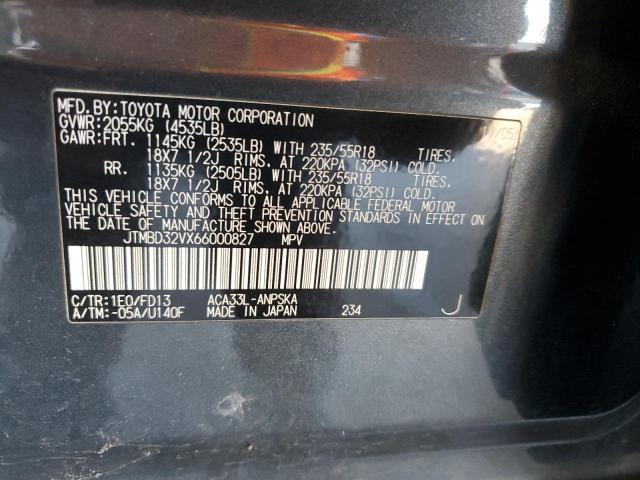 MFD.BY:TOYOTA MOTOR CORPORATION 11/05
GVWR:2055KG (4535LB)
GAWR:FRT. 1145KG (2535LB) WITH 235/55R18 TIRES.
18X7 1/2J RIMS. AT 220KPA (32PSI) COLD.
RR. 1135KG (2505LB) WITH 235/55R18 TIRES.
18X7 1/2J RIMS. AT 220KPA (32PSI) COLD.
THIS VEHICLE CONFORMS TO ALL APPLICABLE FEDERAL MOTOR
VEHICLE SAFETY AND THEFT PREVENTION STANDARDS IN EFFECT ON
THE DATE OF MANUFACTURE SHOWN ABOVE.
JTMBD32VX66000827 MPV
C/TR:1E0/FD13 ACA33L-ANPSKA
A/TM:-05A/U140F MADE IN JAPAN 234 J